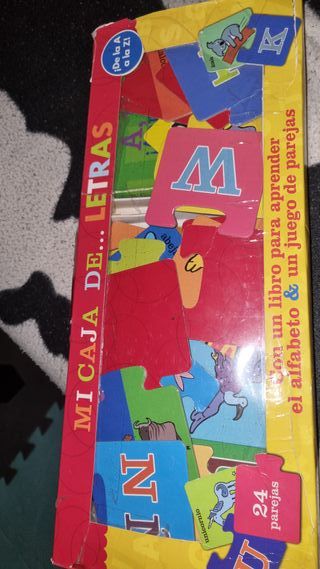 ¡De la A
a la Z!
MI CAJA DE... LETRAS
K
A
W
N
unicornio
U
24
parejas
Con un libro para aprender
el alfabeto & un juego de parejas